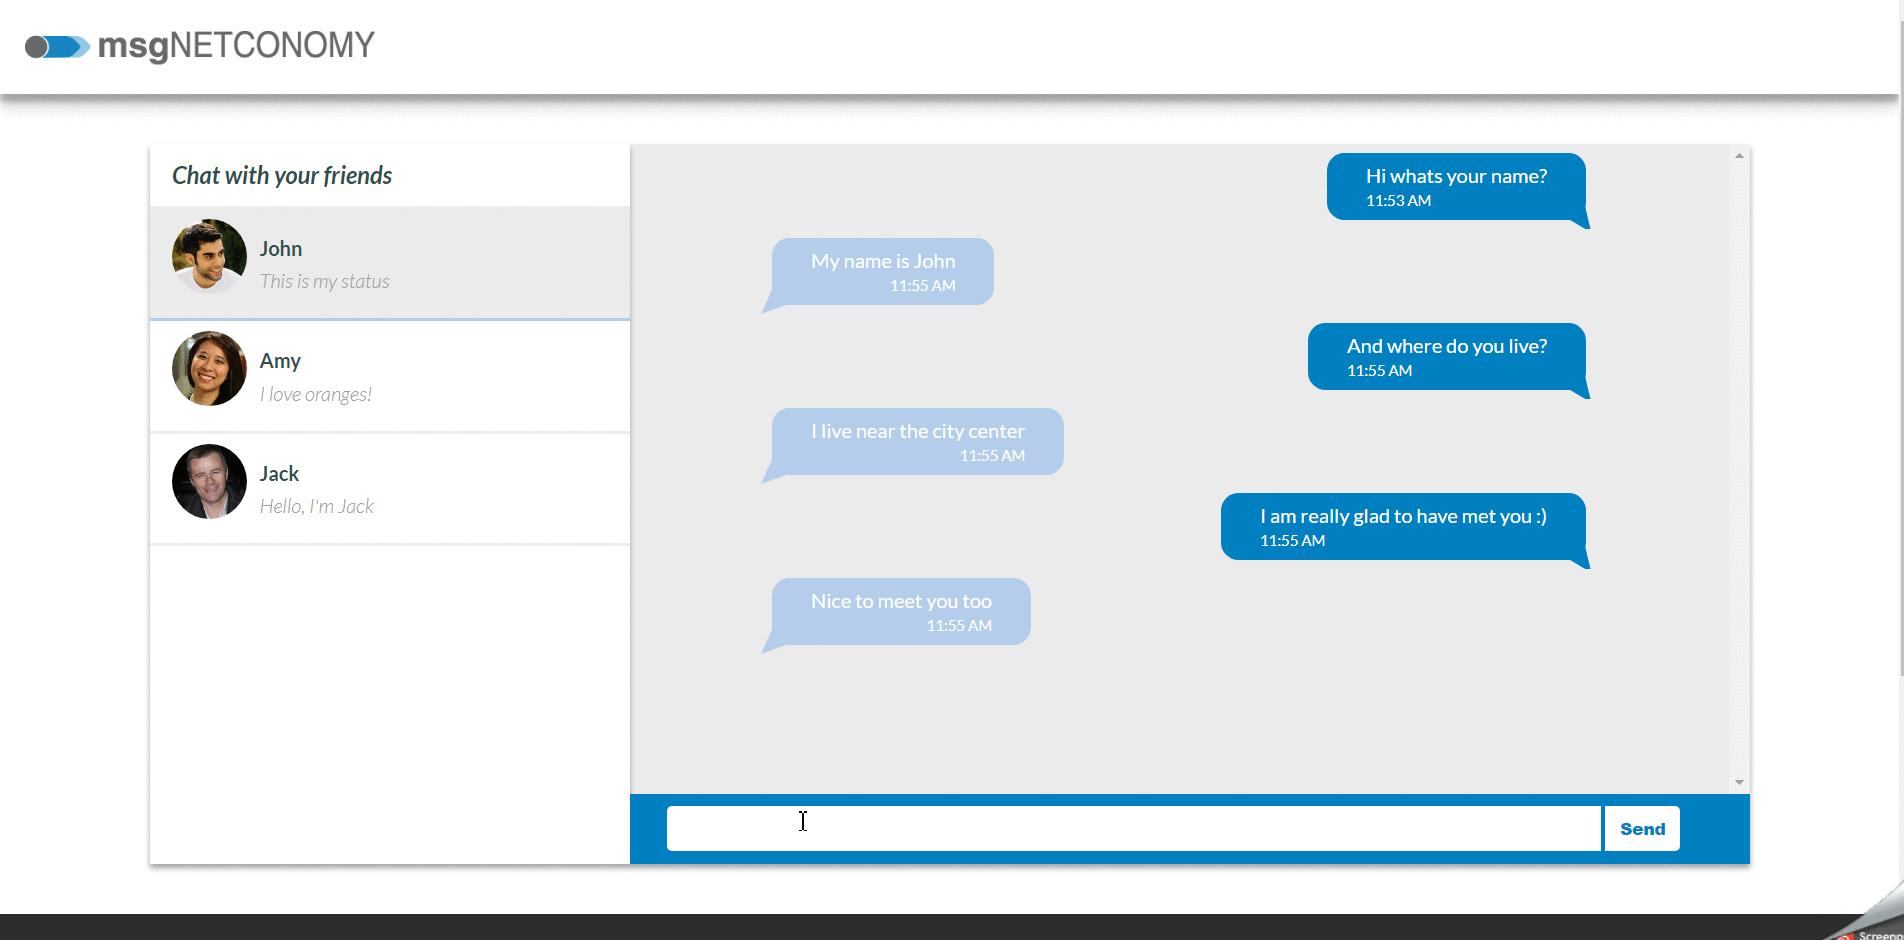 msgNETCONOMY
Chat with your friends
John
This is my status
Amy
I love oranges!
Jack
Hello, I'm Jack
Hi whats your name?
11:53 AM
My name is John
11:55 AM
And where do you live?
11:55 AM
I live near the city center
11:55 AM
I am really glad to have met you :)
11:55 AM
Nice to meet you too
11:55 AM
Send